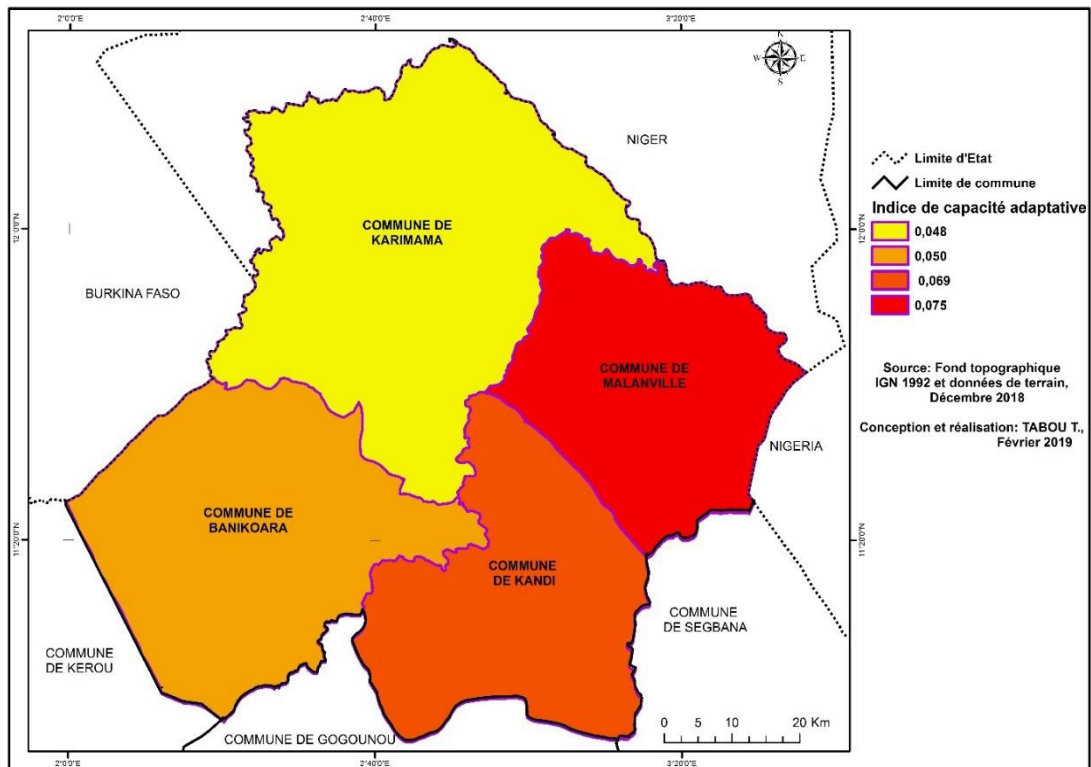 2°0'0"E
2°40'0"E
3°20'0"E
N
W
E
S
NIGER
12°0'0"N
12°0'0"N
COMMUNE DE
KARIMAMA
BURKINA FASO
COMMUNE DE
MALANVILLE
NIGERIA
COMMUNE DE
BANIKOARA
11°20'0"N
11°20'0"N
COMMUNE
DE KANDI
COMMUNE
DE SEGBANA
COMMUNE
DE KEROU
COMMUNE DE GOGOUNOU
0 5 10 20 Km
2°0'0"E
2°40'0"E
3°20'0"E
Limite d'Etat
Limite de commune
Indice de capacité adaptative
0,048
0,050
0,069
0,075
Source: Fond topographique
IGN 1992 et données de terrain,
Décembre 2018
Conception et réalisation: TABOU T.,
Février 2019